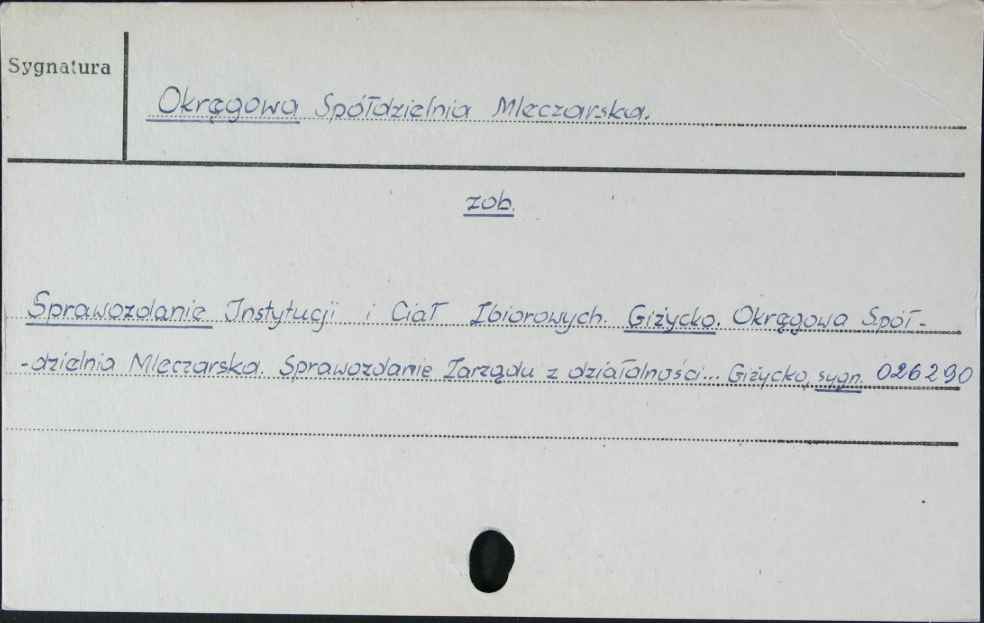 Sygnatura
Okręgowa Spółdzielnia Mleczarska.
zob.
Sprawozdanie Instytucji i Ciał Zbiorowych. Giżycko. Okręgowa Spół-
-dzielnia Mleczarska. Sprawozdanie Zarządu z działalności... Giżycko, sygn. 026290